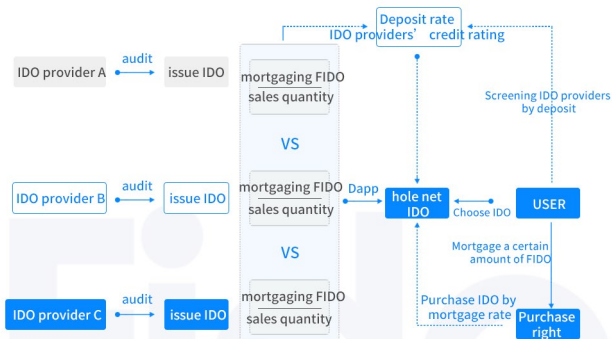 Deposit rate
IDO providers' credit rating
audit
IDO provider A
issue IDO
mortgaging FIDO
sales quantity
Screening IDO providers
by deposit
VS
audit
IDO provider B
issue IDO
mortgaging FIDO
sales quantity
Dapp
hole net
IDO
Choose IDO
USER
VS
Mortgage a certain
amount of FIDO
audit
IDO provider C
issue IDO
mortgaging FIDO
sales quantity
Purchase IDO by
mortgage rate
Purchase
right